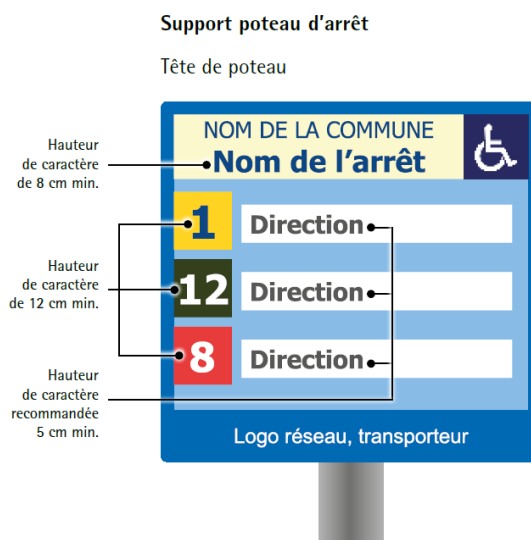 Support poteau d'arrêt
Tête de poteau
Hauteur
de caractère
de 8 cm min.
NOM DE LA COMMUNE
Nom de l'arrêt
Hauteur
de caractère
de 12 cm min.
1 Direction
12 Direction
8 Direction
Hauteur
de caractère
recommandée
5 cm min.
Logo réseau, transporteur